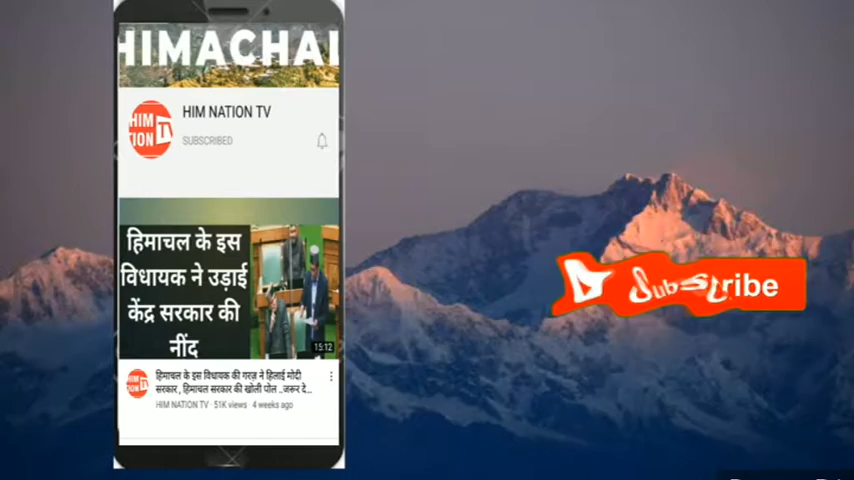 HIMACHAL
HIM NATION TV
HIM
TION TV
SUBSCRIBED
हिमाचल के इस
विधायक ने उड़ाई
केंद्र सरकार की
नींद
15:12
हिमाचल के इस विधायक की गरज़ ने हिलाई मोदी
सरकार , हिमाचल सरकार की खोली पोल ..जरूर दे...
HIM NATION TV · 51K views · 4 weeks ago
Subscribe